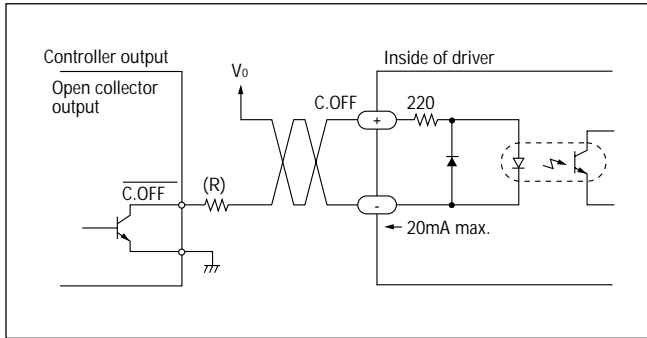 Controller output
Open collector
output
C.OFF
(R)
V0
Inside of driver
C.OFF
220
+
-
20mA max.